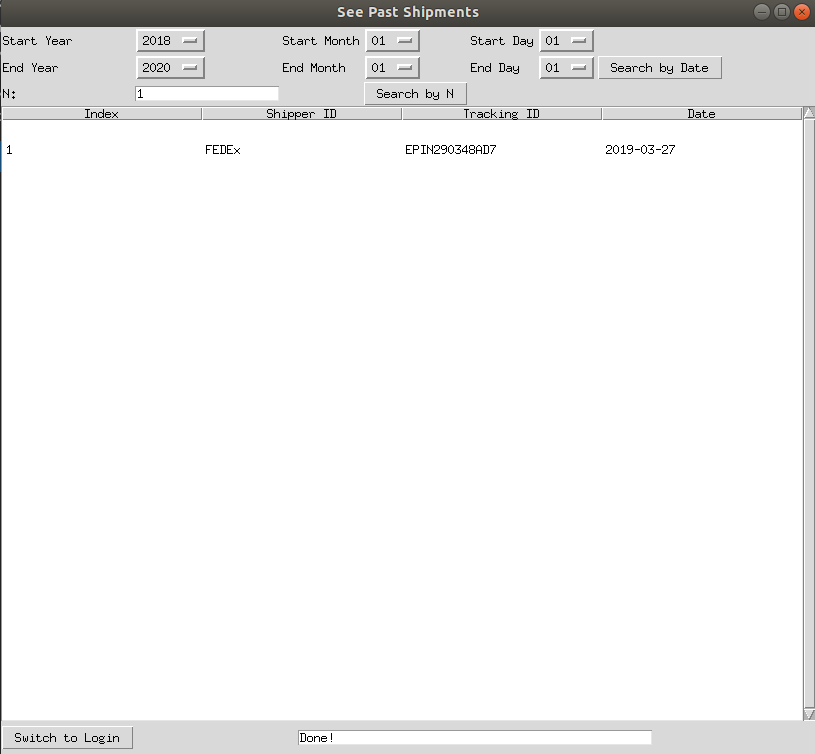 See Past Shipments
Start Year 2018 Start Month 01 Start Day 01
End Year 2020 End Month 01 End Day 01 Search by Date
N: 1 Search by N
Index Shipper ID Tracking ID Date
1 FEDEx EPIN290348AD7 2019-03-27
Switch to Login Done!